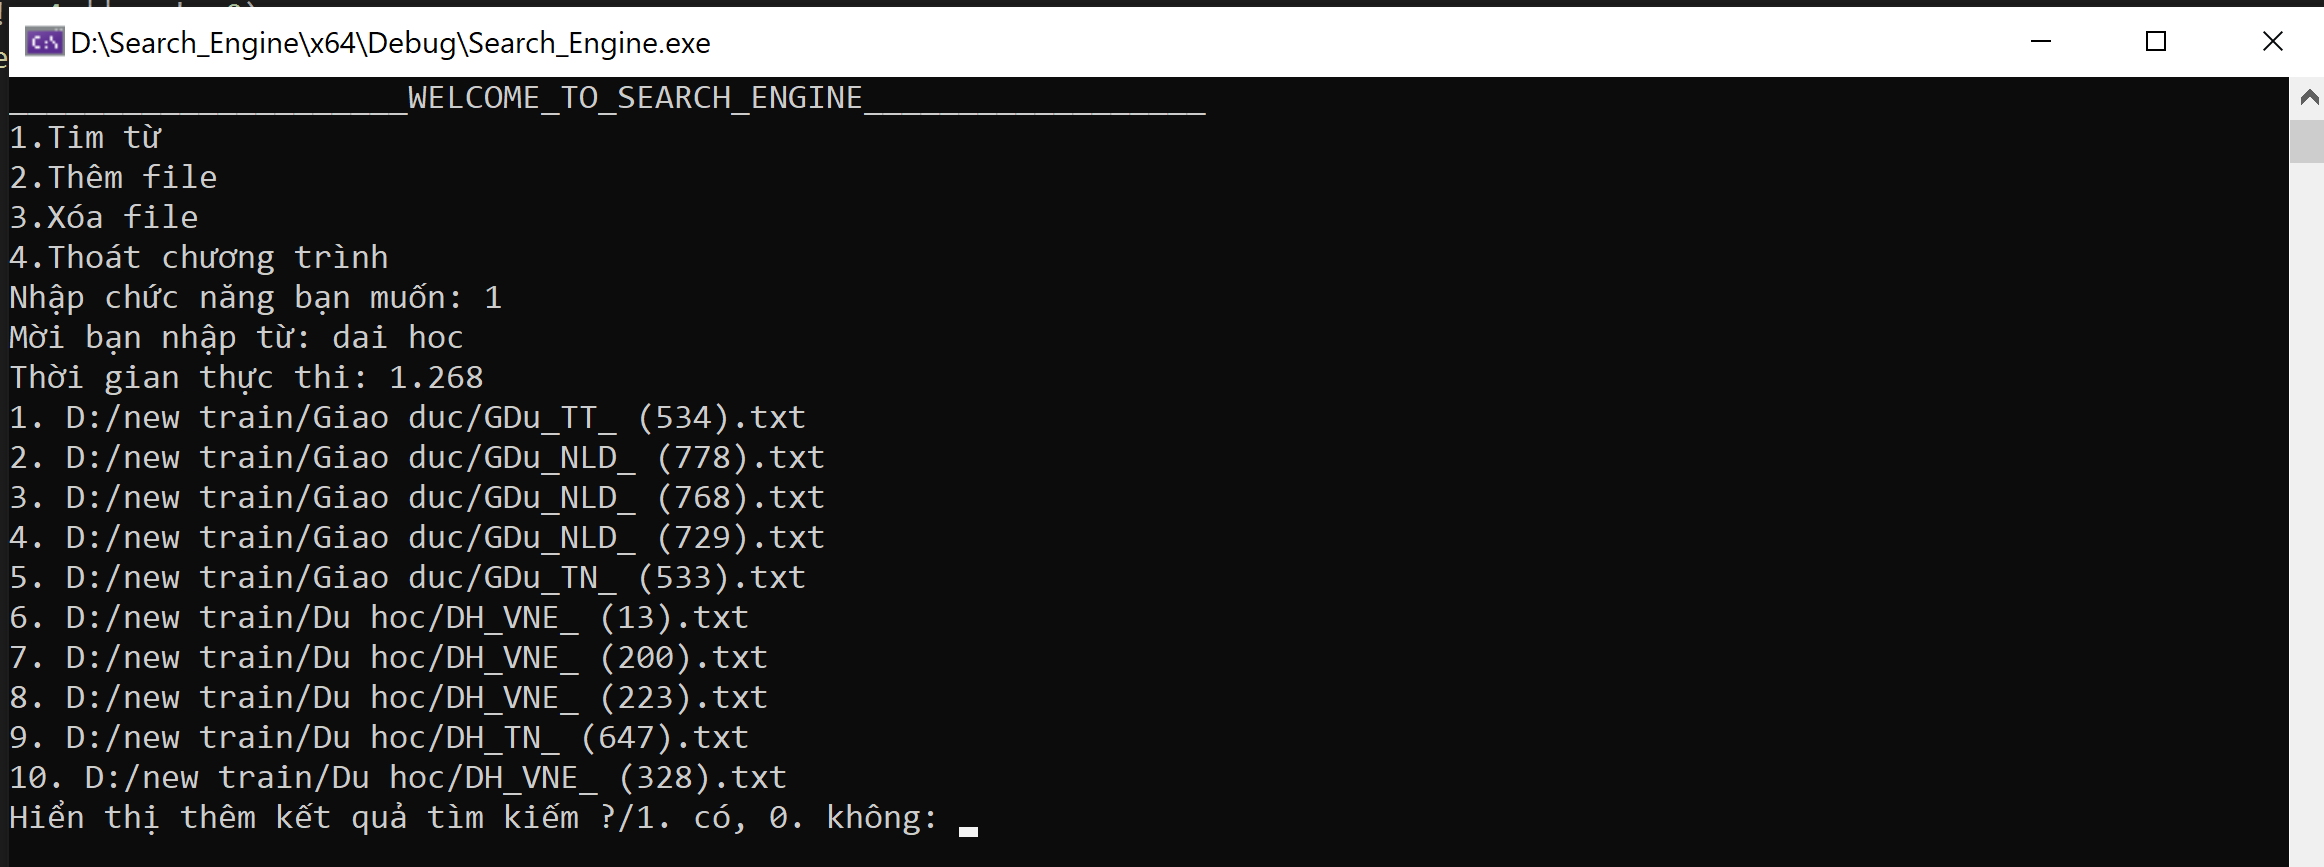 D:\Search_Engine\x64\Debug\Search_Engine.exe
_____________________WELCOME_TO_SEARCH_ENGINE__________________
1.Tim từ
2.Thêm file
3.Xóa file
4.Thoát chương trình
Nhập chức năng bạn muốn: 1
Mời bạn nhập từ: dai hoc
Thời gian thực thi: 1.268
1. D:/new train/Giao duc/GDu_TT_ (534).txt
2. D:/new train/Giao duc/GDu_NLD_ (778).txt
3. D:/new train/Giao duc/GDu_NLD_ (768).txt
4. D:/new train/Giao duc/GDu_NLD_ (729).txt
5. D:/new train/Giao duc/GDu_TN_ (533).txt
6. D:/new train/Du hoc/DH_VNE_ (13).txt
7. D:/new train/Du hoc/DH_VNE_ (200).txt
8. D:/new train/Du hoc/DH_VNE_ (223).txt
9. D:/new train/Du hoc/DH_TN_ (647).txt
10. D:/new train/Du hoc/DH_VNE_ (328).txt
Hiển thị thêm kết quả tìm kiếm ?/1. có, 0. không: